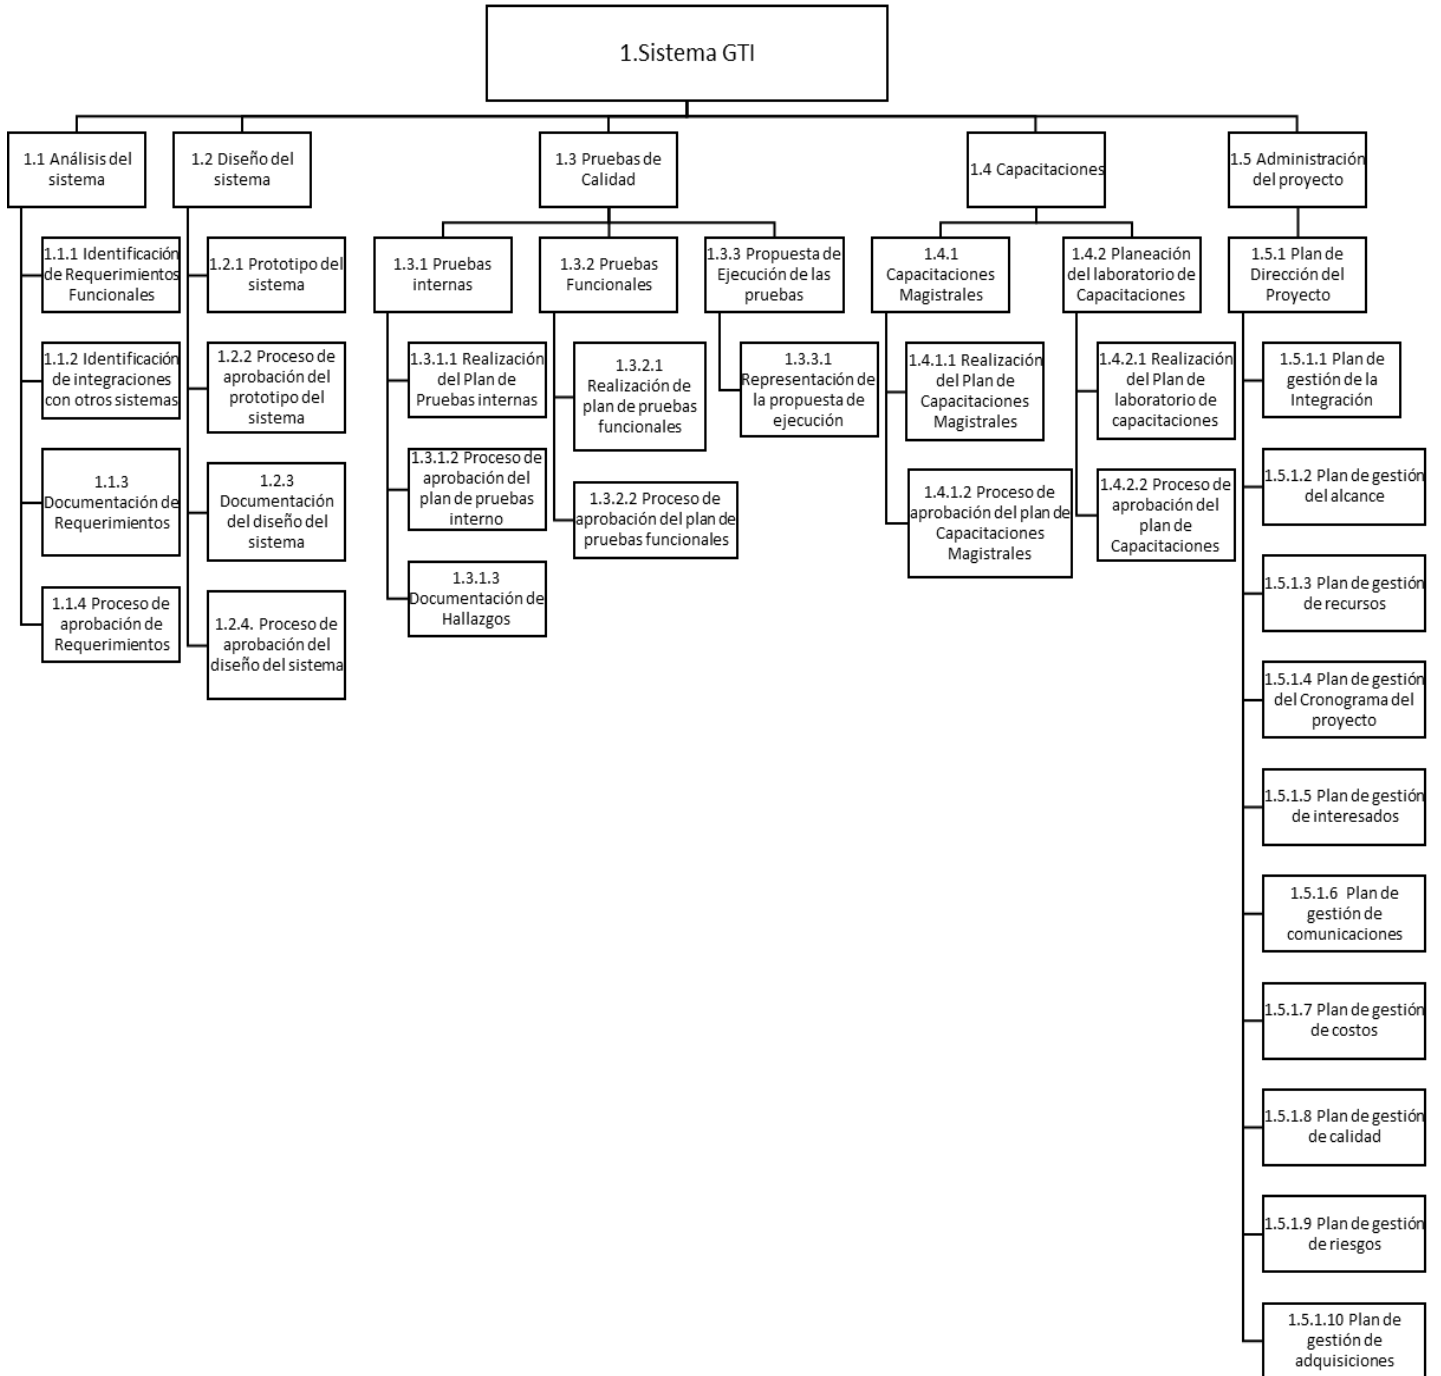 1.Sistema GTI
1.1 Análisis del
sistema
1.1.1 Identificación
de Requerimientos
Funcionales
1.1.2 Identificación
de integraciones
con otros sistemas
1.1.3
Documentación de
Requerimientos
1.1.4 Proceso de
aprobación de
Requerimientos
1.2 Diseño del
sistema
1.2.1 Prototipo del
sistema
1.2.2 Proceso de
aprobación del
prototipo del
sistema
1.2.3
Documentación
del diseño del
sistema
1.2.4. Proceso de
aprobación del
diseño del sistema
1.3 Pruebas de
Calidad
1.3.1 Pruebas
internas
1.3.1.1 Realización
del Plan de
Pruebas internas
1.3.1.2 Proceso de
aprobación del
plan de pruebas
interno
1.3.1.3
Documentación de
Hallazgos
1.3.2 Pruebas
Funcionales
1.3.2.1
Realización de
plan de pruebas
funcionales
1.3.2.2 Proceso de
aprobación del plan de
pruebas funcionales
1.3.3 Propuesta de
Ejecución de las
pruebas
1.3.3.1
Representación de
la propuesta de
ejecución
1.4 Capacitaciones
1.4.1
Capacitaciones
Magistrales
1.4.1.1 Realización
del Plan de
Capacitaciones
Magistrales
1.4.1.2 Proceso de
aprobación del plan de
Capacitaciones
Magistrales
1.4.2 Planeación
del laboratorio de
Capacitaciones
1.4.2.1 Realización
del Plan de
laboratorio de
capacitaciones
1.4.2.2 Proceso de
aprobación del
plan de
Capacitaciones
1.5 Administración
del proyecto
1.5.1 Plan de
Dirección del
Proyecto
1.5.1.1 Plan de
gestión de la
Integración
1.5.1.2 Plan de gestión
del alcance
1.5.1.3 Plan de gestión
de recursos
1.5.1.4 Plan de gestión
del Cronograma del
proyecto
1.5.1.5 Plan de gestión
de interesados
1.5.1.6 Plan de
gestión de
comunicaciones
1.5.1.7 Plan de gestión
de costos
1.5.1.8 Plan de gestión
de calidad
1.5.1.9 Plan de gestión
de riesgos
1.5.1.10 Plan de
gestión de
adquisiciones